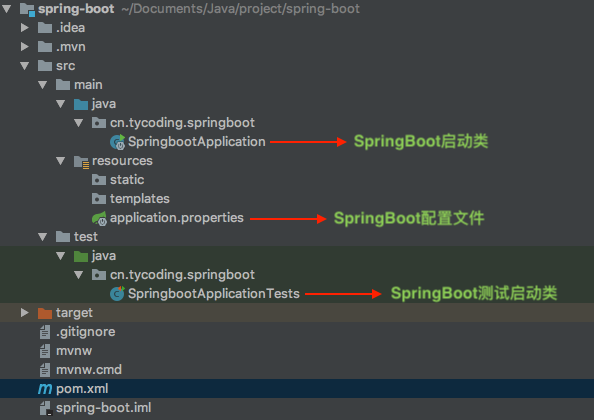 spring-boot ~/Documents/Java/project/spring-boot
.idea
.mvn
src
main
java
cn.tycoding.springboot
SpringbootApplication SpringBoot启动类
resources
static
templates
application.properties SpringBoot配置文件
test
java
cn.tycoding.springboot
SpringbootApplicationTests SpringBoot测试启动类
target
.gitignore
mvnw
mvnw.cmd
pom.xml
spring-boot.iml